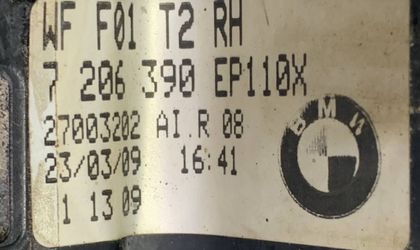 WF F01 T2 RH
7 206 390 EP110X
27003202 AI.R 08
23/03/09 16:41
1 13 09
BMW